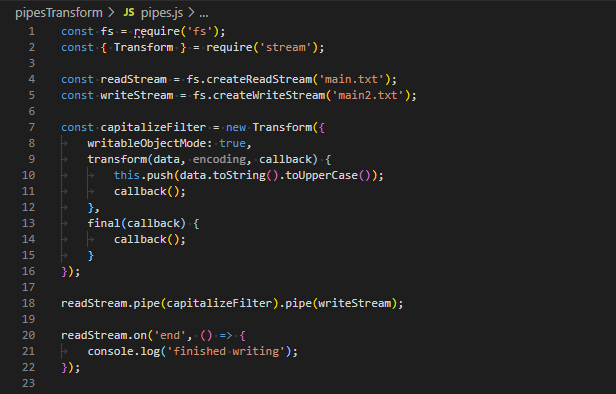 pipesTransform > JS pipes.js > ...
1 const fs = require('fs');
2 const { Transform } = require('stream');
3
4 const readStream = fs.createReadStream('main.txt');
5 const writeStream = fs.createWriteStream('main2.txt');
6
7 const capitalizeFilter = new Transform({
8 writableObjectMode: true,
9 transform(data, encoding, callback) {
10 this.push(data.toString().toUpperCase());
11 callback();
12 },
13 final(callback) {
14 callback();
15 }
16 });
17
18 readStream.pipe(capitalizeFilter).pipe(writeStream);
19
20 readStream.on('end', () => {
21 console.log('finished writing');
22 });
23